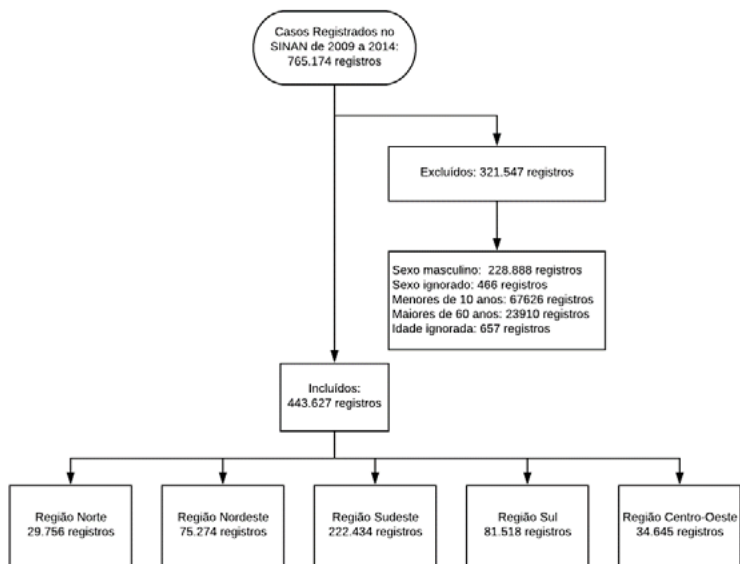 Casos Registrados no
SINAN de 2009 a 2014:
765.174 registros
Excluídos: 321.547 registros
Sexo masculino: 228.888 registros
Sexo ignorado: 466 registros
Menores de 10 anos: 67626 registros
Maiores de 60 anos: 23910 registros
Idade ignorada: 657 registros
Incluídos:
443.627 registros
Região Norte
29.756 registros
Região Nordeste
75.274 registros
Região Sudeste
222.434 registros
Região Sul
81.518 registros
Região Centro-Oeste
34.645 registros